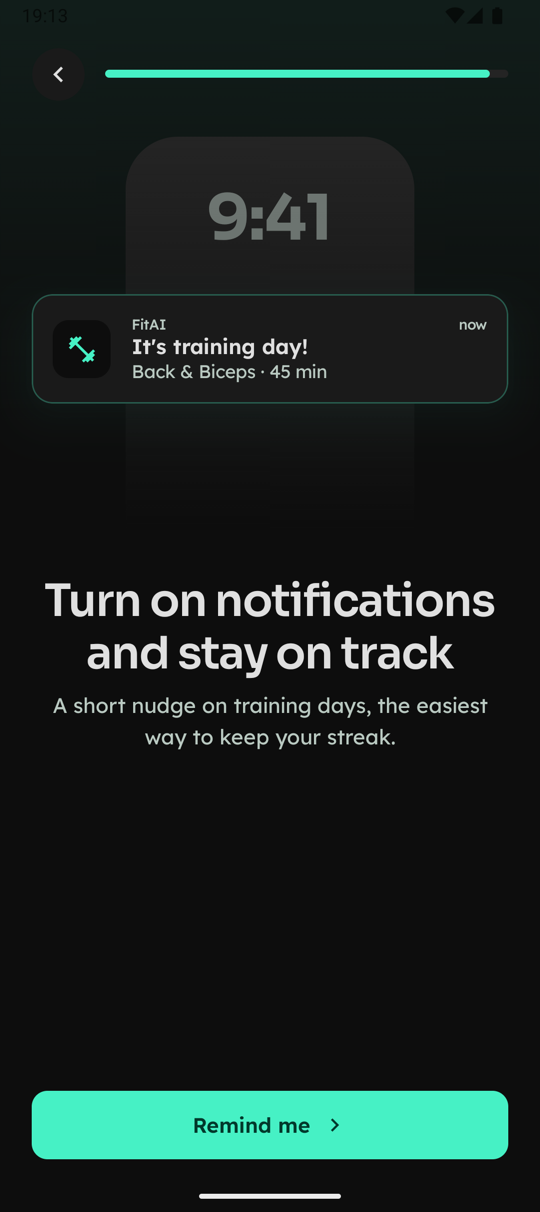 19:13
9:41
FitAI
now
It's training day!
Back & Biceps · 45 min
Turn on notifications
and stay on track
A short nudge on training days, the easiest
way to keep your streak.
Remind me